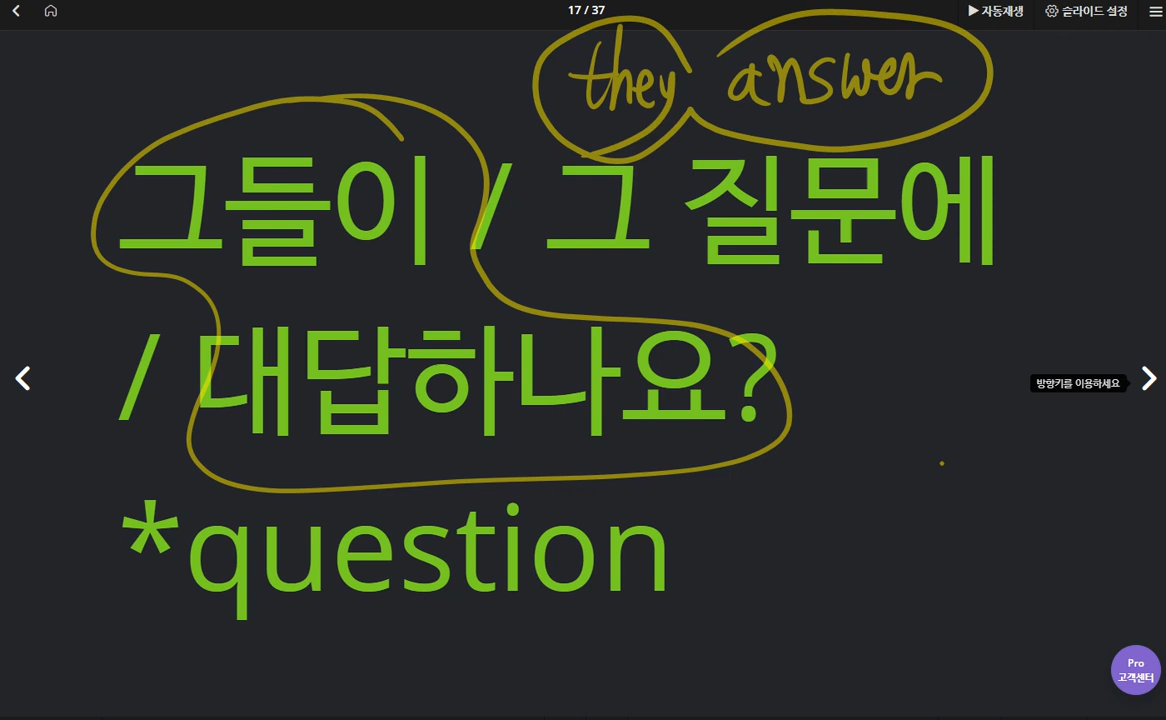 17 / 37
▶ 자동재생
슬라이드 설정
they answer
그들이 / 그 질문에
/ 대답하나요?
방향키를 이용하세요
*question
Pro
고객센터